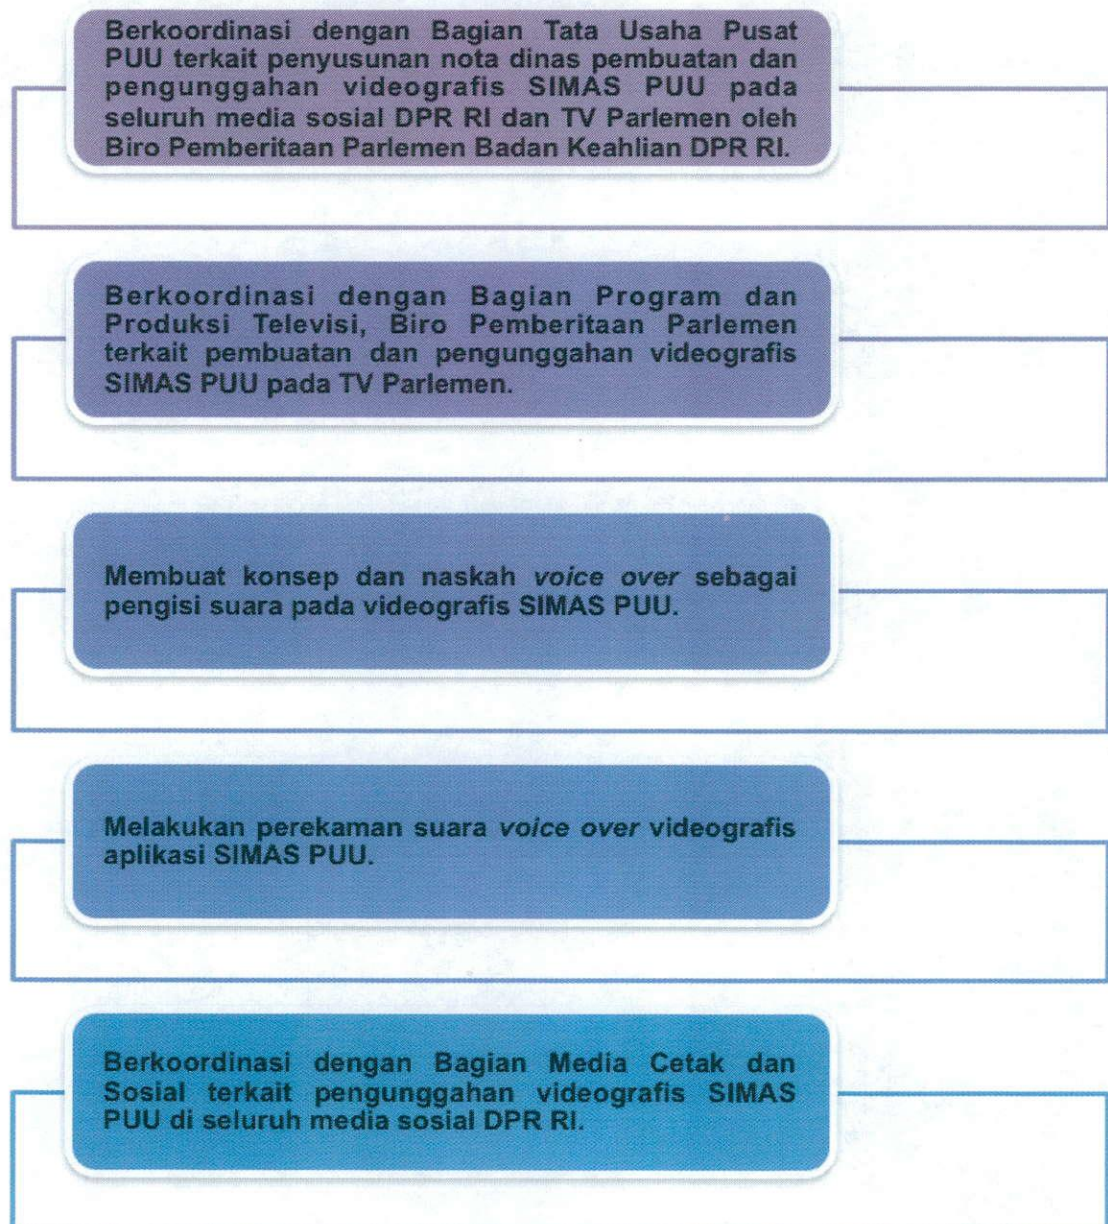 Berkoordinasi dengan Bagian Tata Usaha Pusat
PUU terkait penyusunan nota dinas pembuatan dan
pengunggahan videografis SIMAS PUU pada
seluruh media sosial DPR RI dan TV Parlemen oleh
Biro Pemberitaan Parlemen Badan Keahlian DPR RI.
Berkoordinasi dengan Bagian Program dan
Produksi Televisi, Biro Pemberitaan Parlemen
terkait pembuatan dan pengunggahan videografis
SIMAS PUU pada TV Parlemen.
Membuat konsep dan naskah voice over sebagai
pengisi suara pada videografis SIMAS PUU.
Melakukan perekaman suara voice over videografis
aplikasi SIMAS PUU.
Berkoordinasi dengan Bagian Media Cetak dan
Sosial terkait pengunggahan videografis SIMAS
PUU di seluruh media sosial DPR RI.